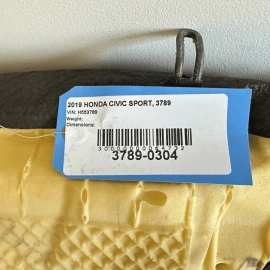 2019 HONDA CIVIC SPORT, 3789
VIN: H553789
Weight:
Dimensions:
3789-0304